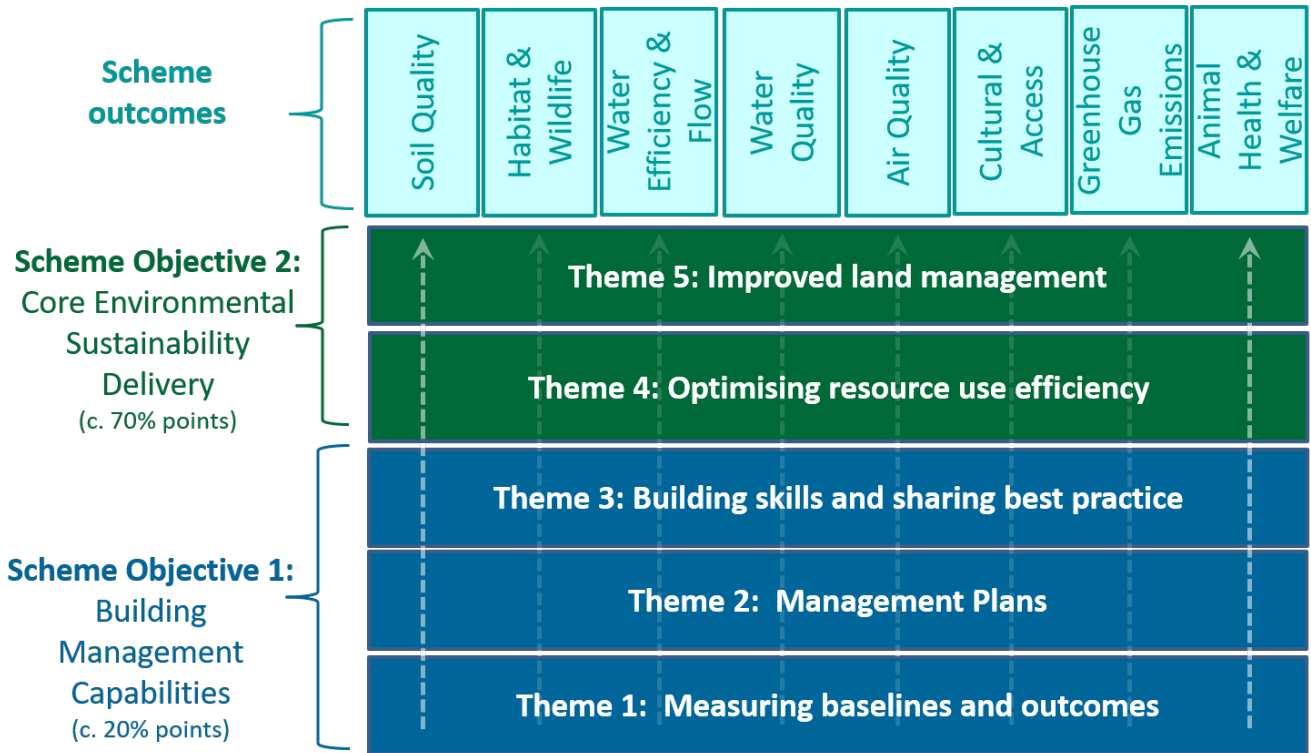 Scheme
outcomes
Soil Quality
Habitat &
Wildlife
Water
Efficiency &
Flow
Water
Quality
Air Quality
Cultural &
Access
Greenhouse
Gas
Emissions
Animal
Health &
Welfare
Scheme Objective 2:
Core Environmental
Sustainability
Delivery
(c. 70% points)
Theme 5: Improved land management
Theme 4: Optimising resource use efficiency
Scheme Objective 1:
Building
Management
Capabilities
(c. 20% points)
Theme 3: Building skills and sharing best practice
Theme 2:  Management Plans
Theme 1:  Measuring baselines and outcomes